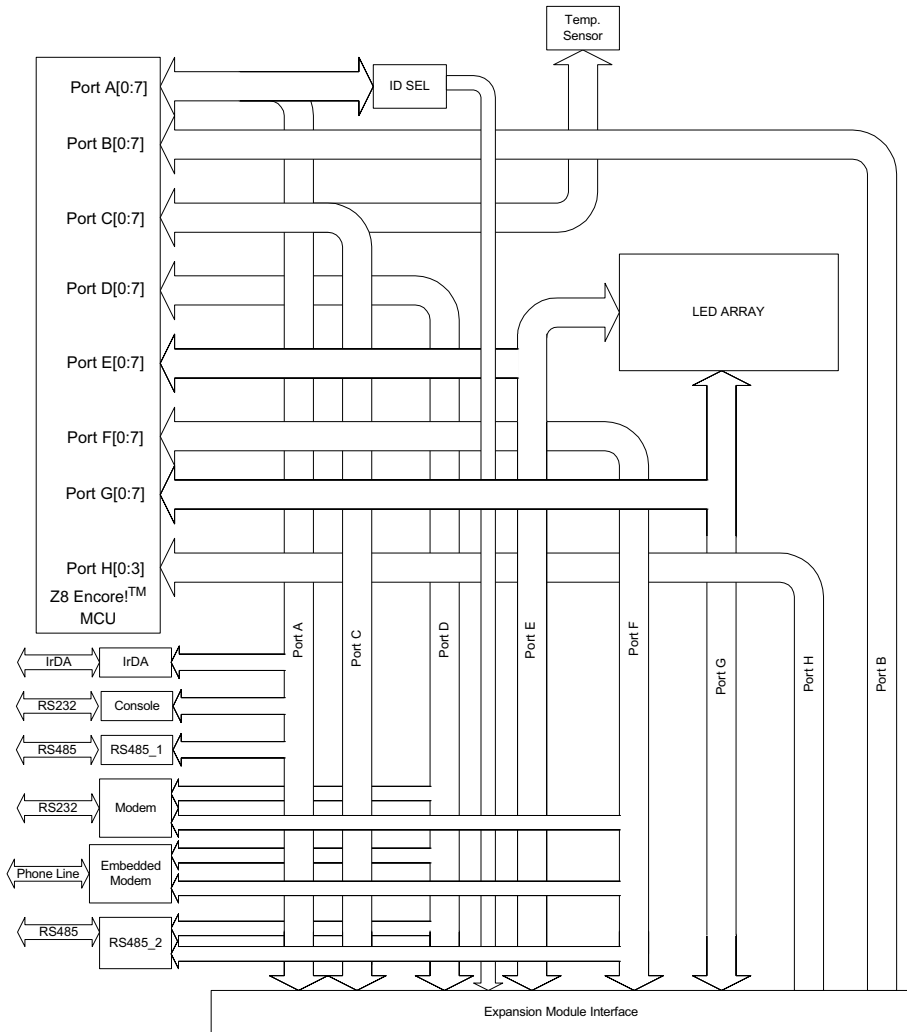 Temp.
Sensor
ID SEL
Port A[0:7]
Port B[0:7]
Port C[0:7]
Port D[0:7]
Port E[0:7]
Port F[0:7]
Port G[0:7]
Port H[0:3]
Z8 Encore!™
MCU
LED ARRAY
Port A
Port C
Port D
Port E
Port F
Port G
Port H
Port B
IrDA
IrDA
RS232
Console
RS485
RS485_1
RS232
Modem
Phone Line
Embedded
Modem
RS485
RS485_2
Expansion Module Interface